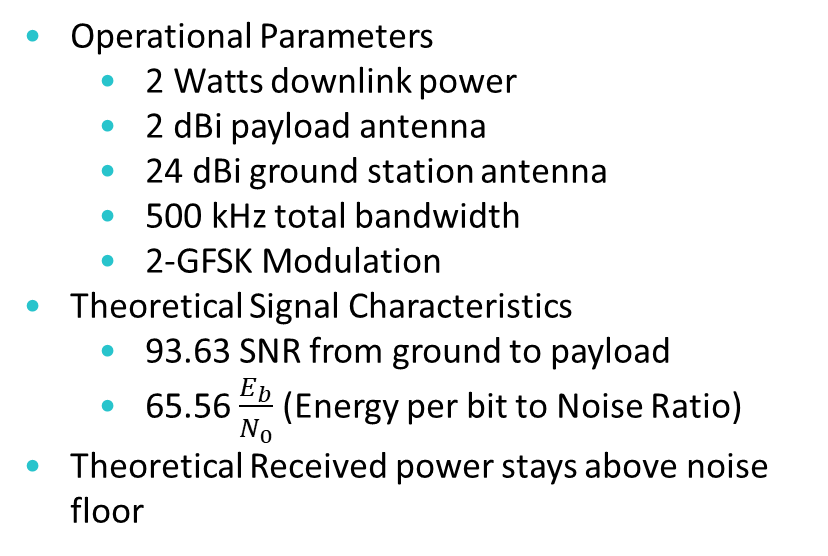 • Operational Parameters
• 2 Watts downlink power
• 2 dBi payload antenna
• 24 dBi ground station antenna
• 500 kHz total bandwidth
• 2-GFSK Modulation
• Theoretical Signal Characteristics
• 93.63 SNR from ground to payload
• 65.56 E_b/N_0 (Energy per bit to Noise Ratio)
• Theoretical Received power stays above noise
floor